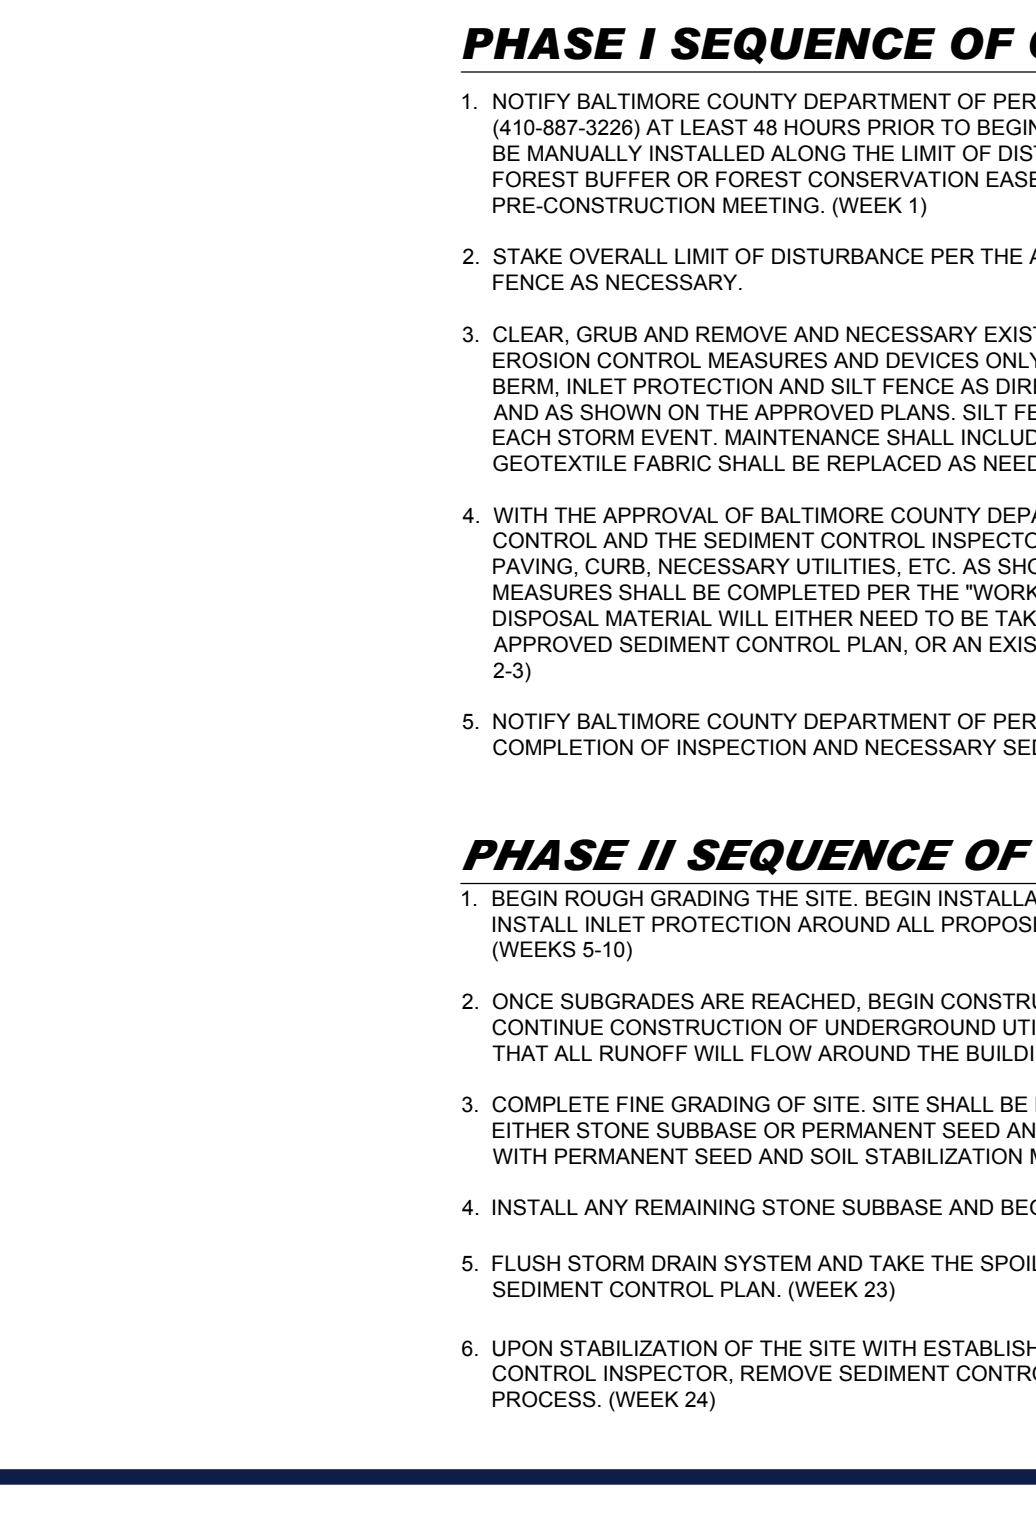 PHASE I SEQUENCE OF
1. NOTIFY BALTIMORE COUNTY DEPARTMENT OF PER
(410-887-3226) AT LEAST 48 HOURS PRIOR TO BEGIN
BE MANUALLY INSTALLED ALONG THE LIMIT OF DIST
FOREST BUFFER OR FOREST CONSERVATION EASE
PRE-CONSTRUCTION MEETING. (WEEK 1)
2. STAKE OVERALL LIMIT OF DISTURBANCE PER THE A
FENCE AS NECESSARY.
3. CLEAR, GRUB AND REMOVE AND NECESSARY EXIST
EROSION CONTROL MEASURES AND DEVICES ONLY
BERM, INLET PROTECTION AND SILT FENCE AS DIR
AND AS SHOWN ON THE APPROVED PLANS. SILT FE
EACH STORM EVENT. MAINTENANCE SHALL INCLUD
GEOTEXTILE FABRIC SHALL BE REPLACED AS NEED
4. WITH THE APPROVAL OF BALTIMORE COUNTY DEPA
CONTROL AND THE SEDIMENT CONTROL INSPECTO
PAVING, CURB, NECESSARY UTILITIES, ETC. AS SHO
MEASURES SHALL BE COMPLETED PER THE "WORK
DISPOSAL MATERIAL WILL EITHER NEED TO BE TAK
APPROVED SEDIMENT CONTROL PLAN, OR AN EXIS
2-3)
5. NOTIFY BALTIMORE COUNTY DEPARTMENT OF PER
COMPLETION OF INSPECTION AND NECESSARY SED
PHASE II SEQUENCE OF
1. BEGIN ROUGH GRADING THE SITE. BEGIN INSTALLA
INSTALL INLET PROTECTION AROUND ALL PROPOS
(WEEKS 5-10)
2. ONCE SUBGRADES ARE REACHED, BEGIN CONSTRU
CONTINUE CONSTRUCTION OF UNDERGROUND UTI
THAT ALL RUNOFF WILL FLOW AROUND THE BUILDI
3. COMPLETE FINE GRADING OF SITE. SITE SHALL BE
EITHER STONE SUBBASE OR PERMANENT SEED AN
WITH PERMANENT SEED AND SOIL STABILIZATION M
4. INSTALL ANY REMAINING STONE SUBBASE AND BEG
5. FLUSH STORM DRAIN SYSTEM AND TAKE THE SPOIL
SEDIMENT CONTROL PLAN. (WEEK 23)
6. UPON STABILIZATION OF THE SITE WITH ESTABLISH
CONTROL INSPECTOR, REMOVE SEDIMENT CONTRO
PROCESS. (WEEK 24)